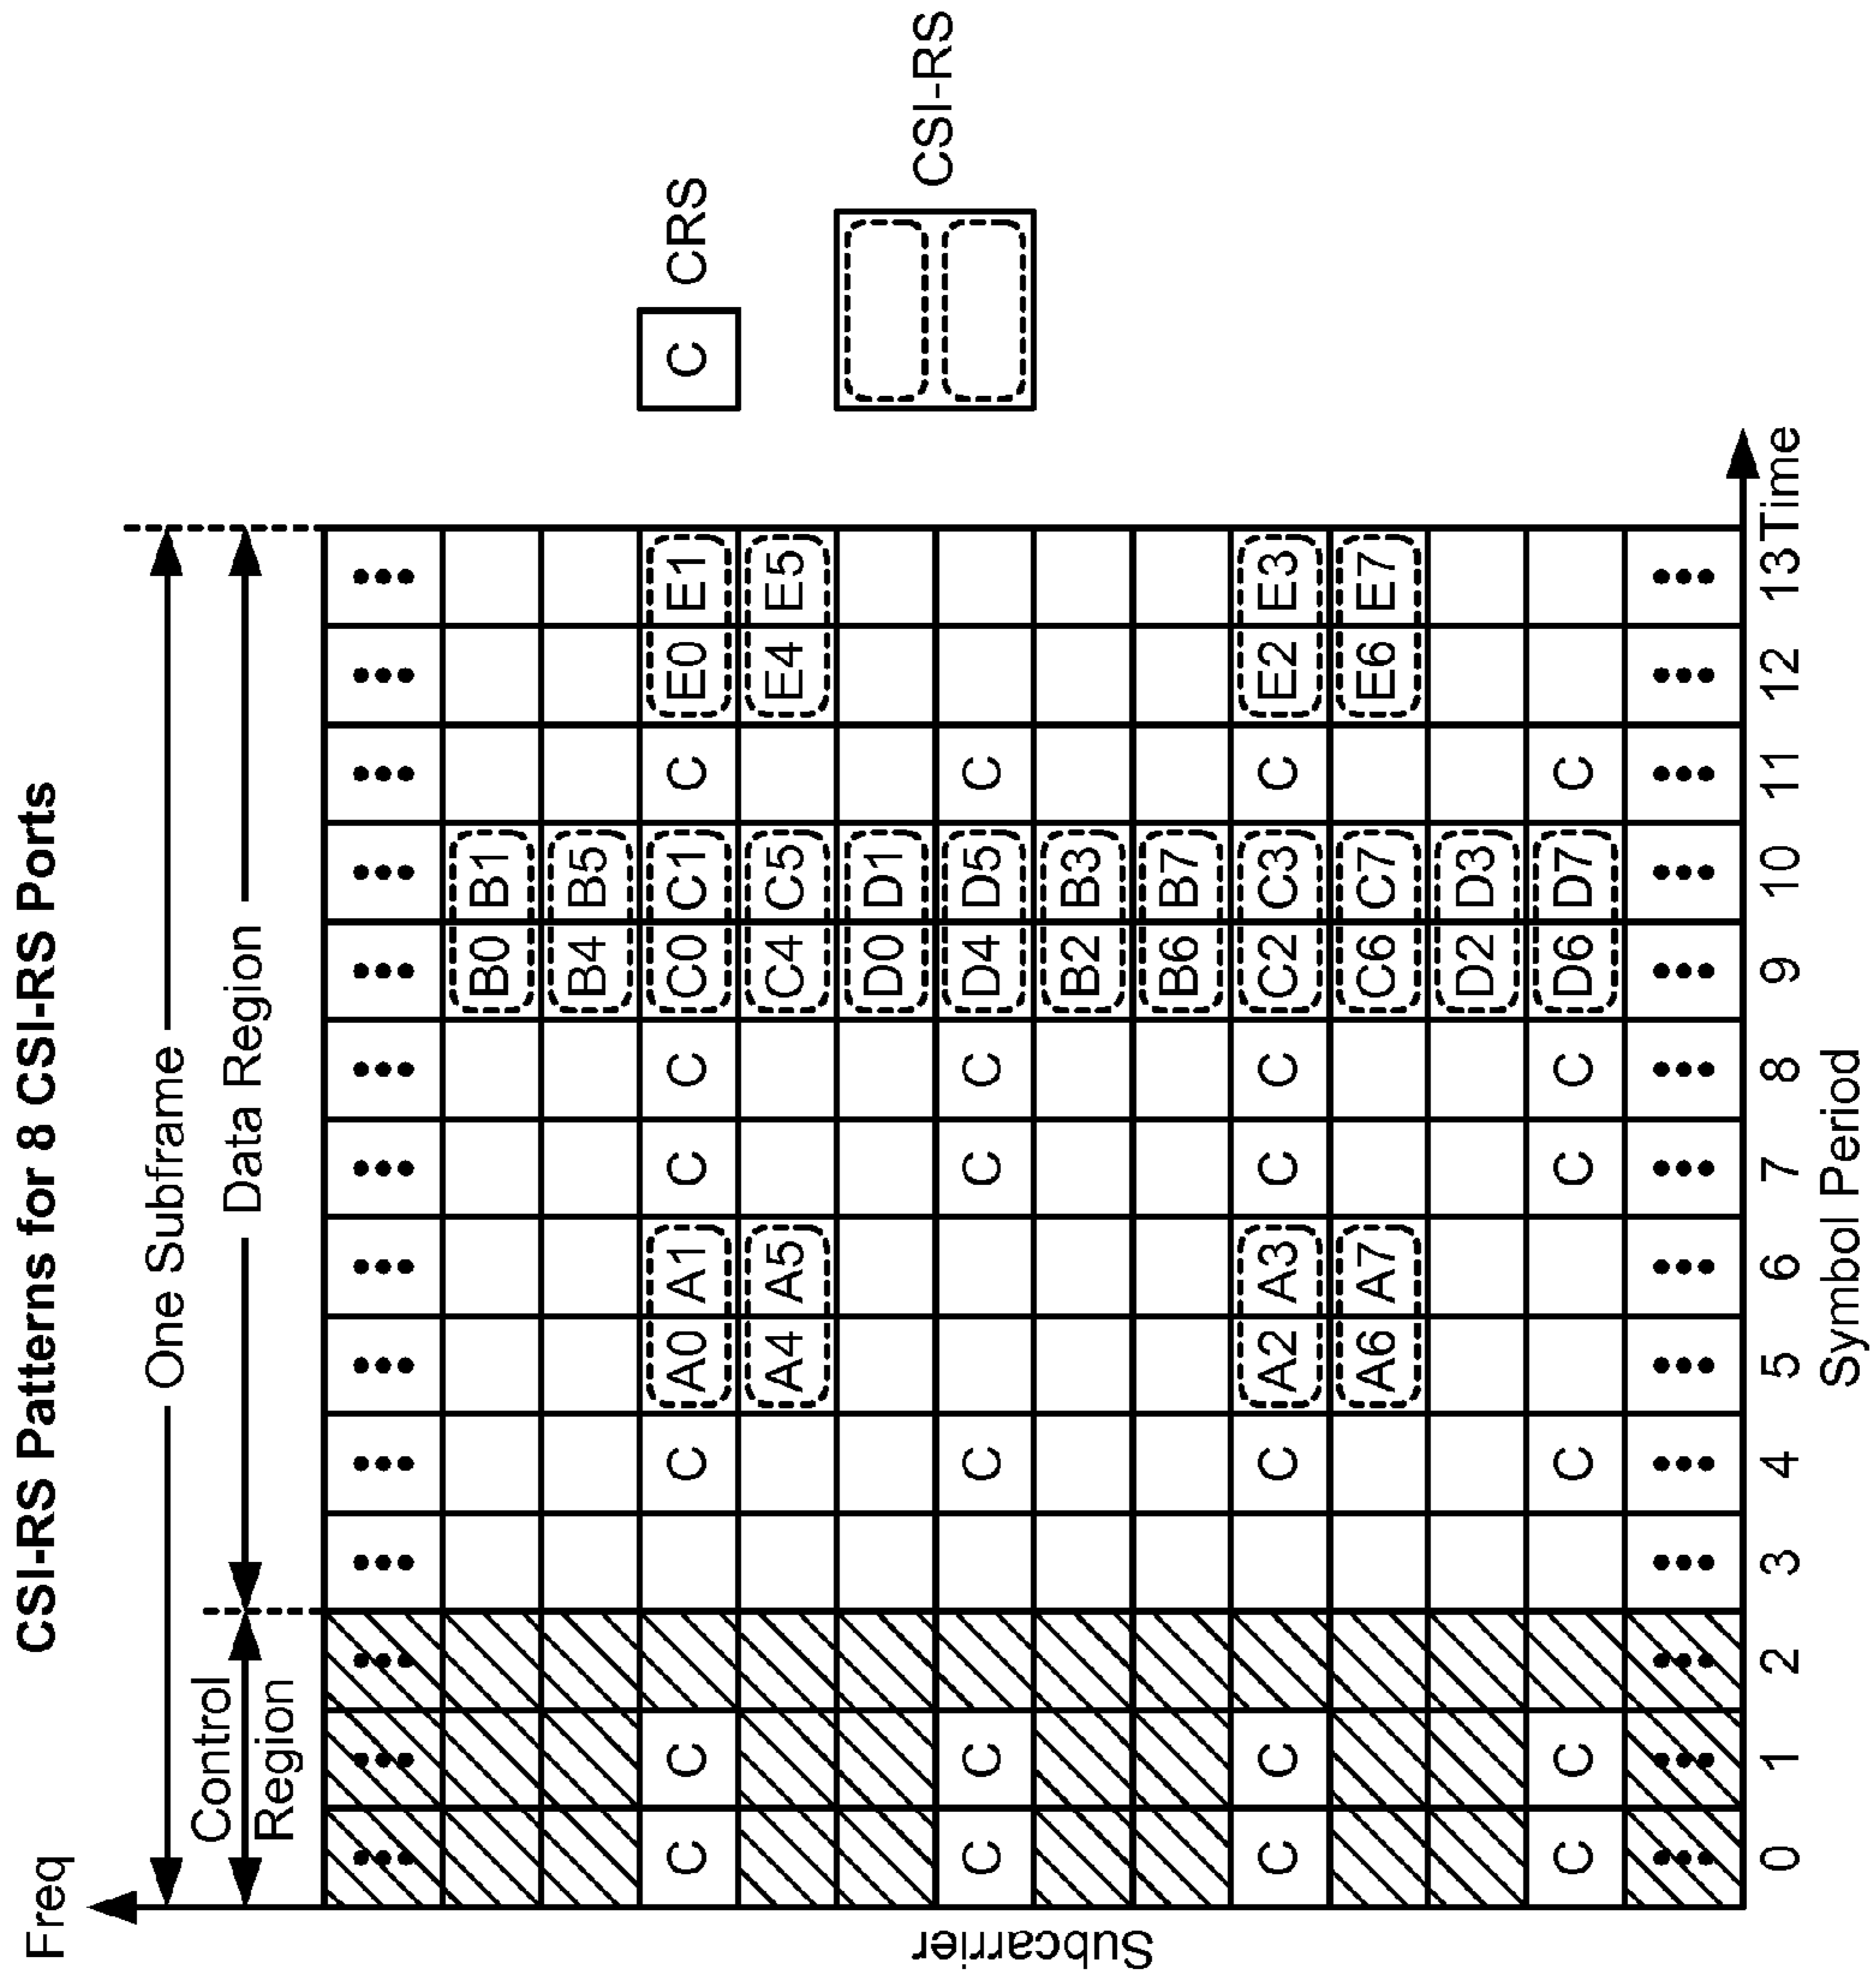 CSI-RS Patterns for 8 CSI-RS Ports
Freq
One Subframe
Control
Region
Data Region
••• ••• ••• ••• ••• ••• ••• ••• ••• ••• ••• ••• ••• •••
B0 B1
B4 B5
C C C A0 A1 C C C0 C1 C E0 E1
A4 A5 C4 C5 E4 E5
D0 D1
C C C C C D4 D5 C
B2 B3
B6 B7
C C C A2 A3 C C C2 C3 C E2 E3
A6 A7 C6 C7 E6 E7
D2 D3
C C C C C D6 D7 C
••• ••• ••• ••• ••• ••• ••• ••• ••• ••• ••• ••• ••• •••
0 1 2 3 4 5 6 7 8 9 10 11 12 13 Time
Symbol Period
Subcarrier
C CRS
CSI-RS